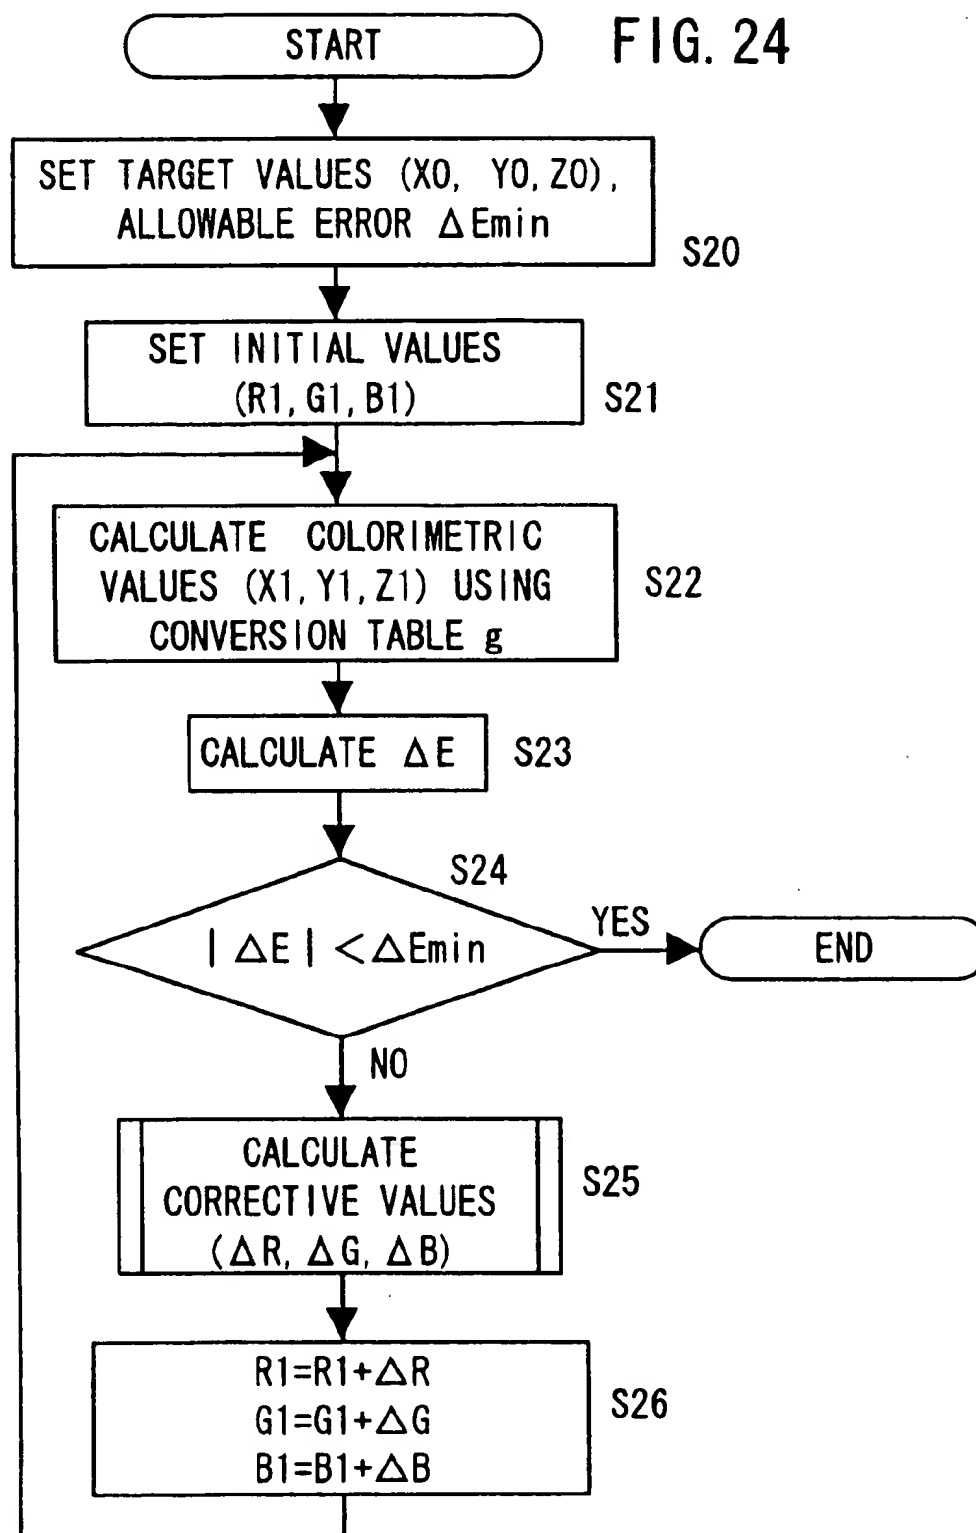 START
FIG. 24
SET TARGET VALUES (X0, Y0, Z0),
ALLOWABLE ERROR ΔEmin
S20
SET INITIAL VALUES
(R1, G1, B1)
S21
CALCULATE COLORIMETRIC
VALUES (X1, Y1, Z1) USING
CONVERSION TABLE g
S22
CALCULATE ΔE
S23
S24
| ΔE | < ΔEmin
YES
END
NO
CALCULATE
CORRECTIVE VALUES
(ΔR, ΔG, ΔB)
S25
R1=R1+ΔR
G1=G1+ΔG
B1=B1+ΔB
S26